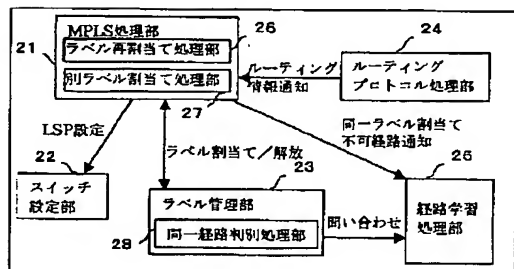 MPLS処理部
21
ラベル再割当て処理部
26
別ラベル割当て処理部
27
24
ルーティング
プロトコル処理部
ルーティング
情報通知
LSP設定
22
スイッチ
設定部
ラベル割当て/解放
23
ラベル管理部
28
同一経路判別処理部
同一ラベル割当て
不可経路通知
25
経路学習
処理部
問い合わせ